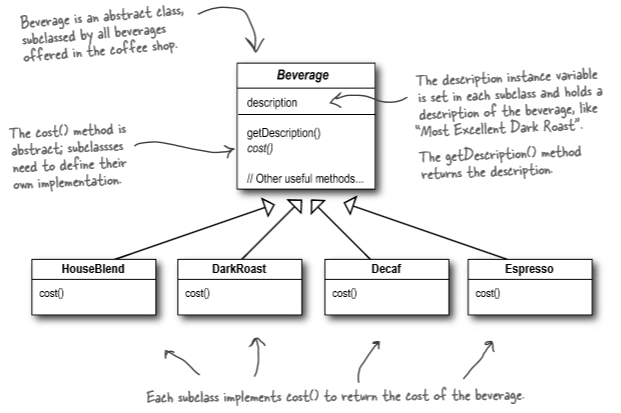 Beverage is an abstract class,
subclassed by all beverages
offered in the coffee shop.
Beverage
description
getDescription()
cost()
// Other useful methods...
The description instance variable
is set in each subclass and holds a
description of the beverage, like
“Most Excellent Dark Roast”.
The getDescription() method
returns the description.
The cost() method is
abstract; subclassses
need to define their
own implementation.
HouseBlend
cost()
DarkRoast
cost()
Decaf
cost()
Espresso
cost()
Each subclass implements cost() to return the cost of the beverage.